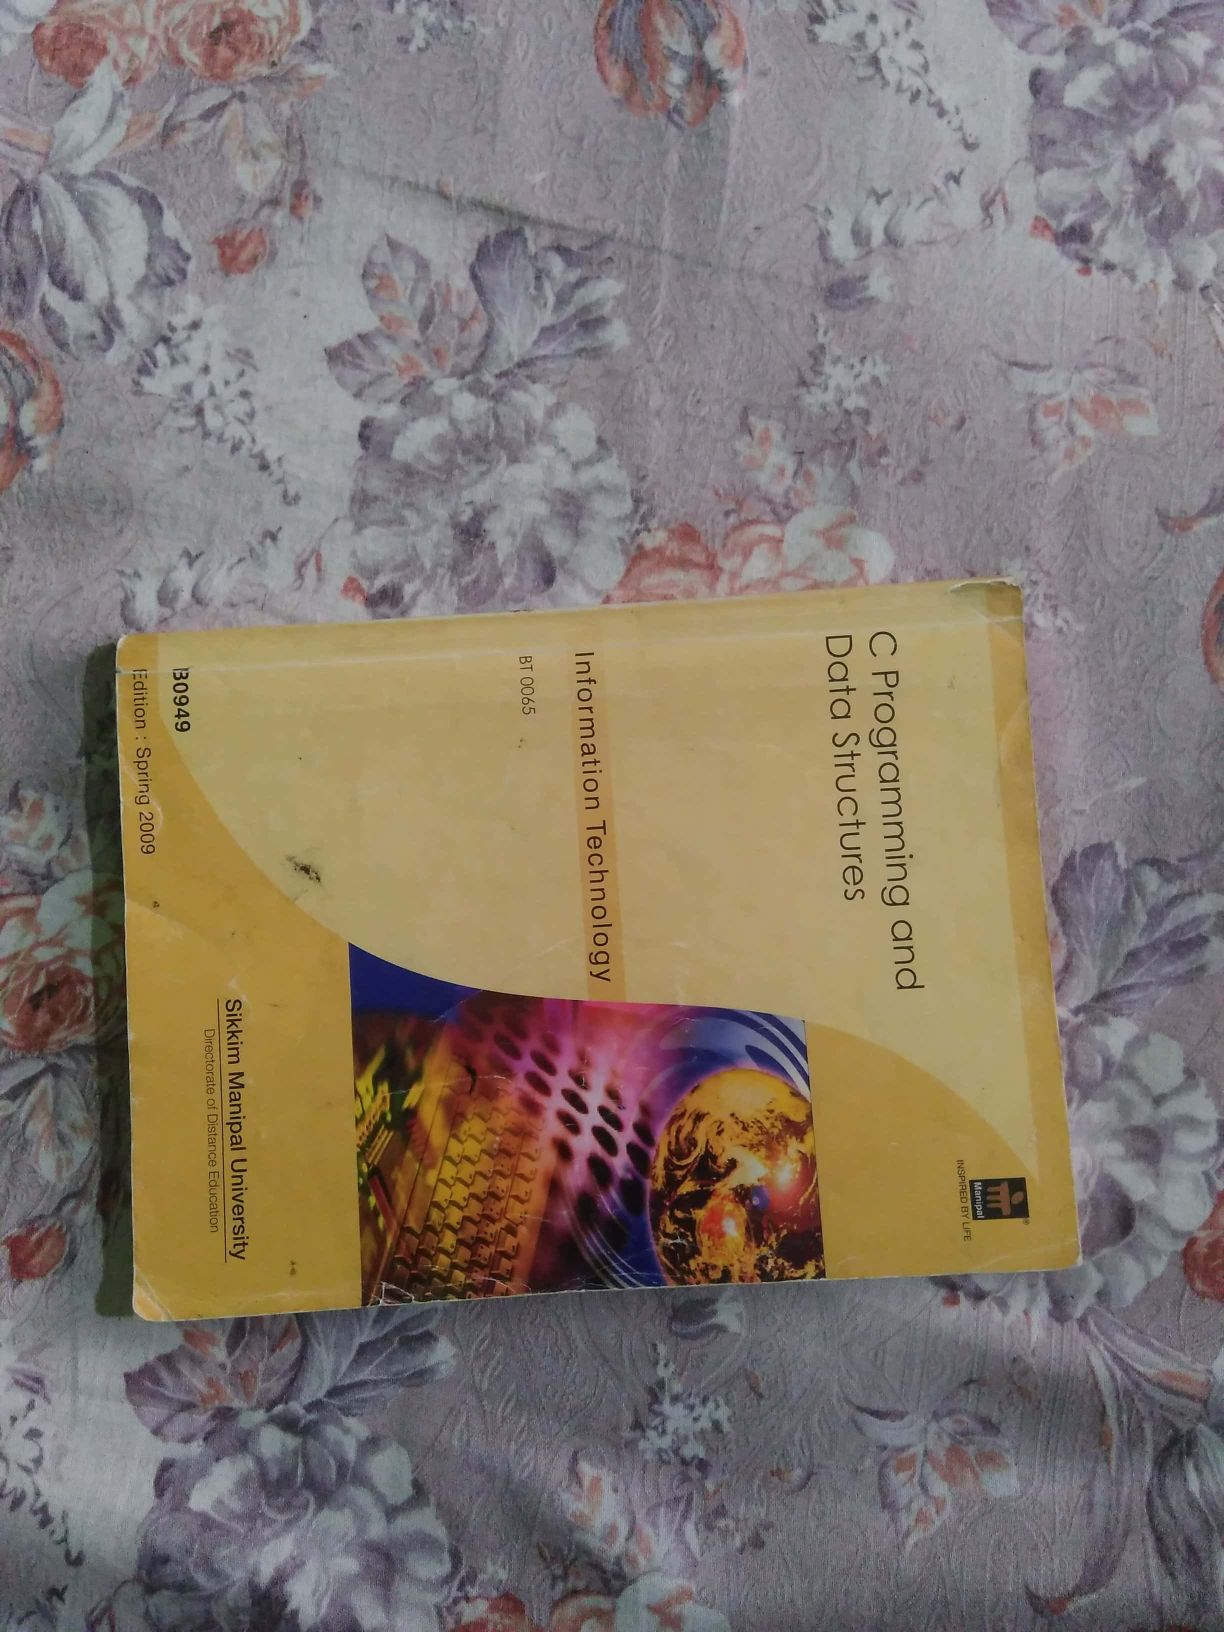 C Programming and
Data Structures
Manipal
®
INSPIRED BY LIFE
Information Technology
BT 0065
B0949
Edition : Spring 2009
Sikkim Manipal University
Directorate of Distance Education